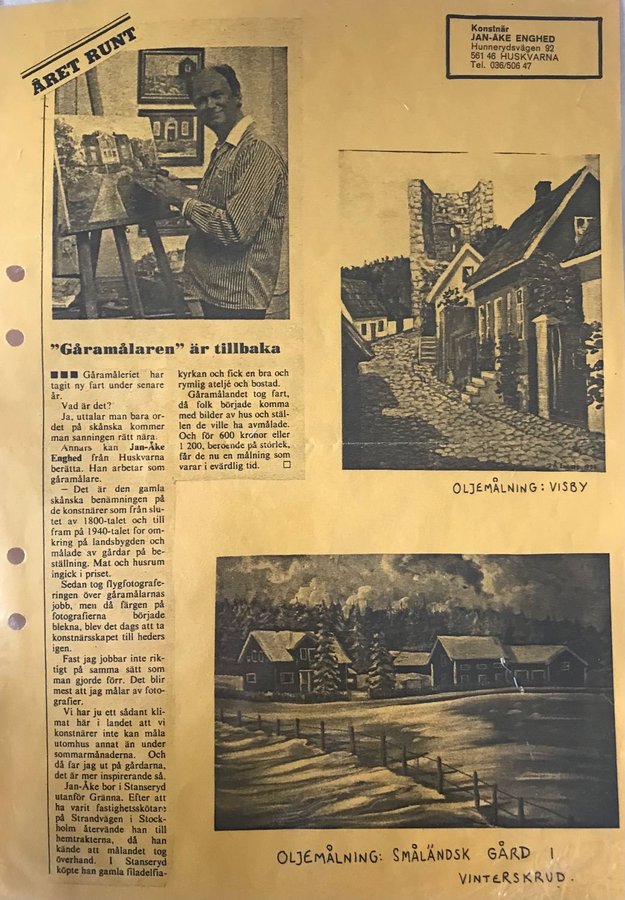 ÅRET RUNT
Konstnär
JAN-ÅKE ENGHED
Hunnerydsvägen 92
561 46 HUSKVARNA
Tel. 036/506 47
"Gåramålaren" är tillbaka
■■■ Gåramåleriet har
tagit ny fart under senare
år.
Vad är det?
Ja, uttalar man bara or-
det på skånska kommer
man sanningen rätt nära.
Annars kan Jan-Åke
Enghed från Huskvarna
berätta. Han arbetar som
gåramålare.
– Det är den gamla
skånska benämningen på
de konstnärer som från slu-
tet av 1800-talet och till
fram på 1940-talet for om-
kring på landsbygden och
målade av gårdar på be-
ställning. Mat och husrum
ingick i priset.
Sedan tog flygfotografe-
ringen över gåramålarnas
jobb, men då färgen på
fotografierna började
blekna, blev det dags att ta
konstnärsskapet till heders
igen.
Fast jag jobbar inte rik-
tigt på samma sätt som
man gjorde förr. Det blir
mest att jag målar av foto-
grafier.
Vi har ju ett sådant kli-
mat här i landet att vi
konstnärer inte kan måla
utomhus annat än under
sommarmånaderna. Och
då far jag ut på gårdarna,
det är mer inspirerande så.
Jan-Åke bor i Stanseryd
utanför Gränna. Efter att
ha varit fastighetsskötare
på Strandvägen i Stock-
holm återvände han till
hemtrakterna, då han
kände att målandet tog
överhand. I Stanseryd
köpte han gamla filadelfia-
kyrkan och fick en bra och
rymlig ateljé och bostad.
Gåramålandet tog fart,
då folk började komma
med bilder av hus och stäl-
len de ville ha avmålade.
Och för 600 kronor eller
1 200, beroende på storlek,
får de nu en målning som
varar i evärdlig tid. □
OLJEMÅLNING: VISBY
OLJEMÅLNING: SMÅLÄNDSK GÅRD I
VINTERSKRUD.